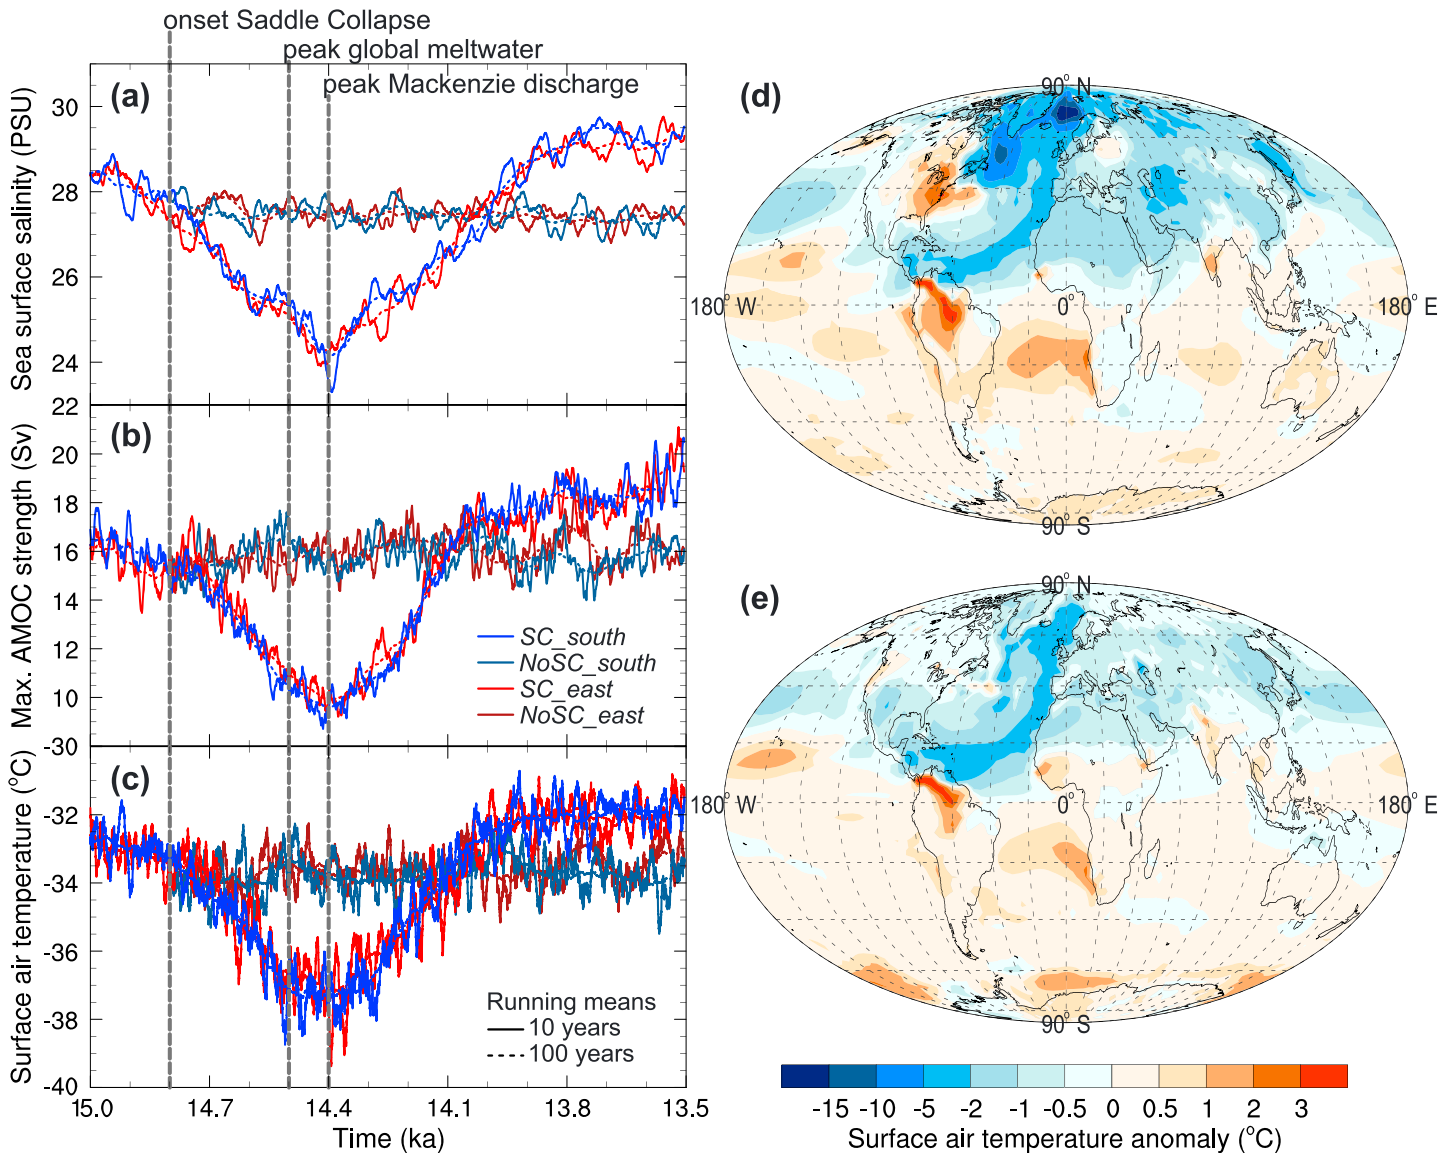 onset Saddle Collapse
peak global meltwater
peak Mackenzie discharge
(a)
Sea surface salinity (PSU)
30
28
26
24
22
(b)
Max. AMOC strength (Sv)
20
18
16
14
12
10
SC_south
NoSC_south
SC_east
NoSC_east
(c)
Surface air temperature (°C)
-30
-32
-34
-36
-38
-40
Running means
10 years
100 years
15.0 14.7 14.4 14.1 13.8 13.5
Time (ka)
(d)
90° N
180° W 0° 180° E
90° S
(e)
90° N
180° W 0° 180° E
90° S
-15 -10 -5 -2 -1 -0.5 0 0.5 1 2 3
Surface air temperature anomaly (°C)